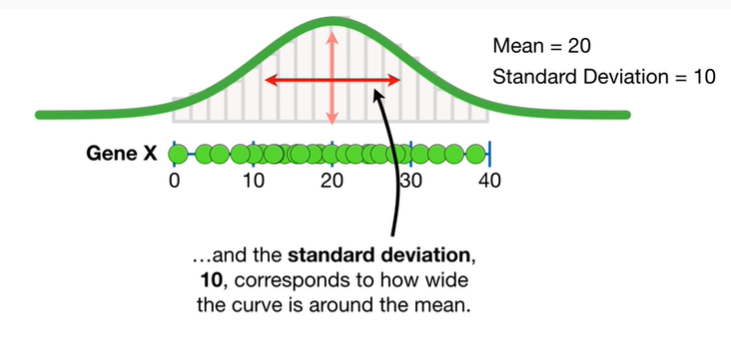 Mean = 20
Standard Deviation = 10
Gene X
0 10 20 30 40
...and the standard deviation,
10, corresponds to how wide
the curve is around the mean.